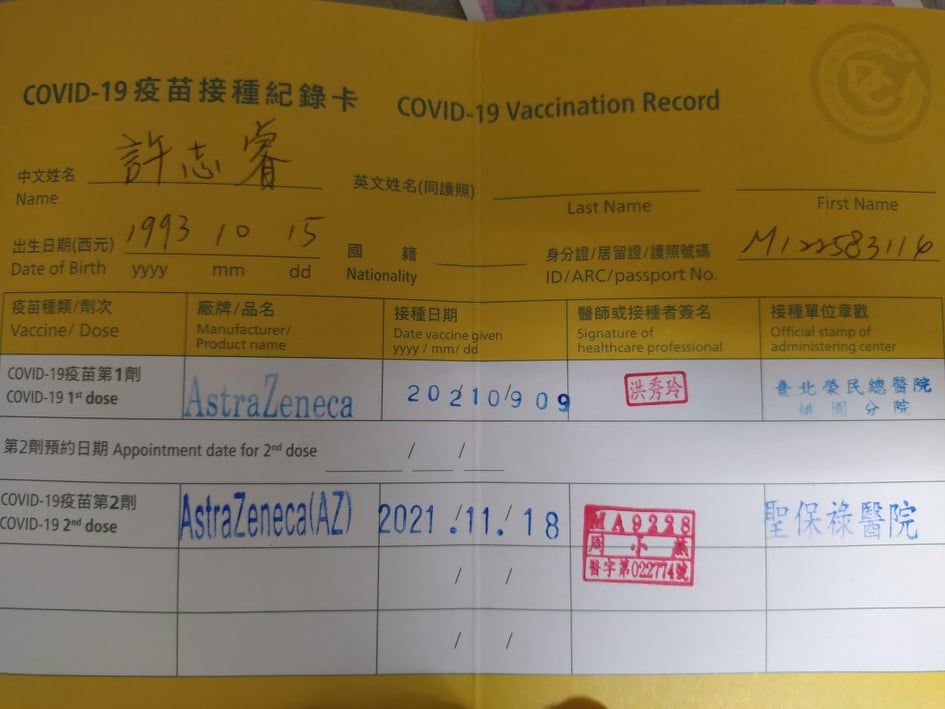 COVID-19 疫苗接種紀錄卡 COVID-19 Vaccination Record
中文姓名 許志睿 英文姓名(同護照)
Name Last Name First Name
出生日期(西元) 1993 10 15 國籍 身分證/居留證/護照號碼 M122583116
Date of Birth yyyy mm dd Nationality ID/ARC/passport No.
疫苗種類/劑次 廠牌/品名 接種日期 醫師或接種者簽名 接種單位章戳
Vaccine/ Dose Manufacturer/ Date vaccine given Signature of Official stamp of
Product name yyyy / mm/ dd healthcare professional administering center
COVID-19疫苗第1劑 AstraZeneca 20210909 洪秀玲 臺北榮民總醫院
COVID-19 1st dose 桃園分院
第2劑預約日期 Appointment date for 2nd dose / /
COVID-19疫苗第2劑 AstraZeneca(AZ) 2021.11.18 MA9228 聖保祿醫院
COVID-19 2nd dose 周小
醫字第022774號
/ /
/ /